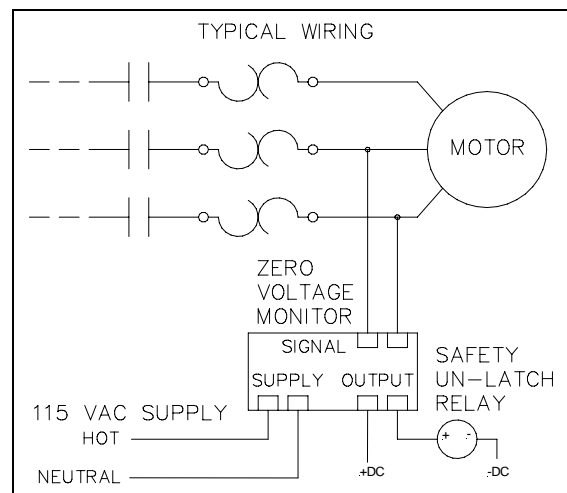 TYPICAL WIRING
MOTOR
ZERO
VOLTAGE
MONITOR
SIGNAL
SUPPLY OUTPUT
SAFETY
UN-LATCH
RELAY
115 VAC SUPPLY
HOT
NEUTRAL
+ -
+DC
-DC